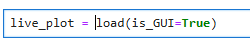 live_plot = load(is_GUI=True)